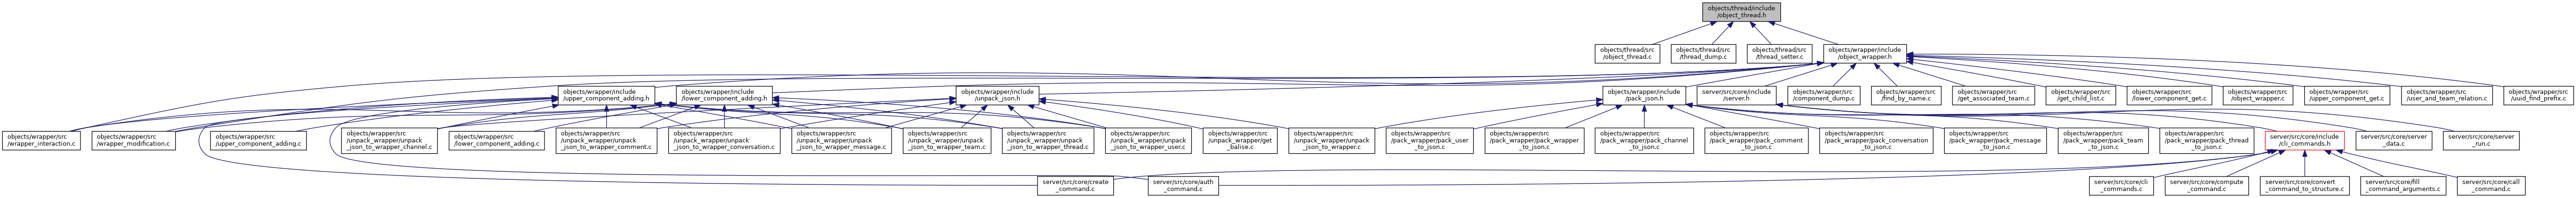 objects/thread/include
/object_thread.h
objects/thread/src
/object_thread.c
objects/thread/src
/thread_dump.c
objects/thread/src
/thread_setter.c
objects/wrapper/include
/object_wrapper.h
objects/wrapper/include
/upper_component_adding.h
objects/wrapper/include
/lower_component_adding.h
objects/wrapper/include
/unpack_json.h
objects/wrapper/include
/pack_json.h
server/src/core/include
/server.h
objects/wrapper/src
/component_dump.c
objects/wrapper/src
/find_by_name.c
objects/wrapper/src
/get_associated_team.c
objects/wrapper/src
/get_child_list.c
objects/wrapper/src
/lower_component_get.c
objects/wrapper/src
/object_wrapper.c
objects/wrapper/src
/upper_component_get.c
objects/wrapper/src
/user_and_team_relation.c
objects/wrapper/src
/uuid_find_prefix.c
objects/wrapper/src
/wrapper_interaction.c
objects/wrapper/src
/wrapper_modification.c
objects/wrapper/src
/upper_component_adding.c
objects/wrapper/src
/unpack_wrapper/unpack
_json_to_wrapper_channel.c
objects/wrapper/src
/lower_component_adding.c
objects/wrapper/src
/unpack_wrapper/unpack
_json_to_wrapper_comment.c
objects/wrapper/src
/unpack_wrapper/unpack
_json_to_wrapper_conversation.c
objects/wrapper/src
/unpack_wrapper/unpack
_json_to_wrapper_message.c
objects/wrapper/src
/unpack_wrapper/unpack
_json_to_wrapper_team.c
objects/wrapper/src
/unpack_wrapper/unpack
_json_to_wrapper_thread.c
objects/wrapper/src
/unpack_wrapper/unpack
_json_to_wrapper_user.c
objects/wrapper/src
/unpack_wrapper/get
_balise.c
objects/wrapper/src
/unpack_wrapper/unpack
_json_to_wrapper.c
objects/wrapper/src
/pack_wrapper/pack_user
_to_json.c
objects/wrapper/src
/pack_wrapper/pack_wrapper
_to_json.c
objects/wrapper/src
/pack_wrapper/pack_channel
_to_json.c
objects/wrapper/src
/pack_wrapper/pack_comment
_to_json.c
objects/wrapper/src
/pack_wrapper/pack_conversation
_to_json.c
objects/wrapper/src
/pack_wrapper/pack_message
_to_json.c
objects/wrapper/src
/pack_wrapper/pack_team
_to_json.c
objects/wrapper/src
/pack_wrapper/pack_thread
_to_json.c
server/src/core/include
/cli_commands.h
server/src/core/server
_data.c
server/src/core/server
_run.c
server/src/core/create
_command.c
server/src/core/auth
_command.c
server/src/core/cli
_commands.c
server/src/core/compute
_command.c
server/src/core/convert
_command_to_structure.c
server/src/core/fill
_command_arguments.c
server/src/core/call
_command.c